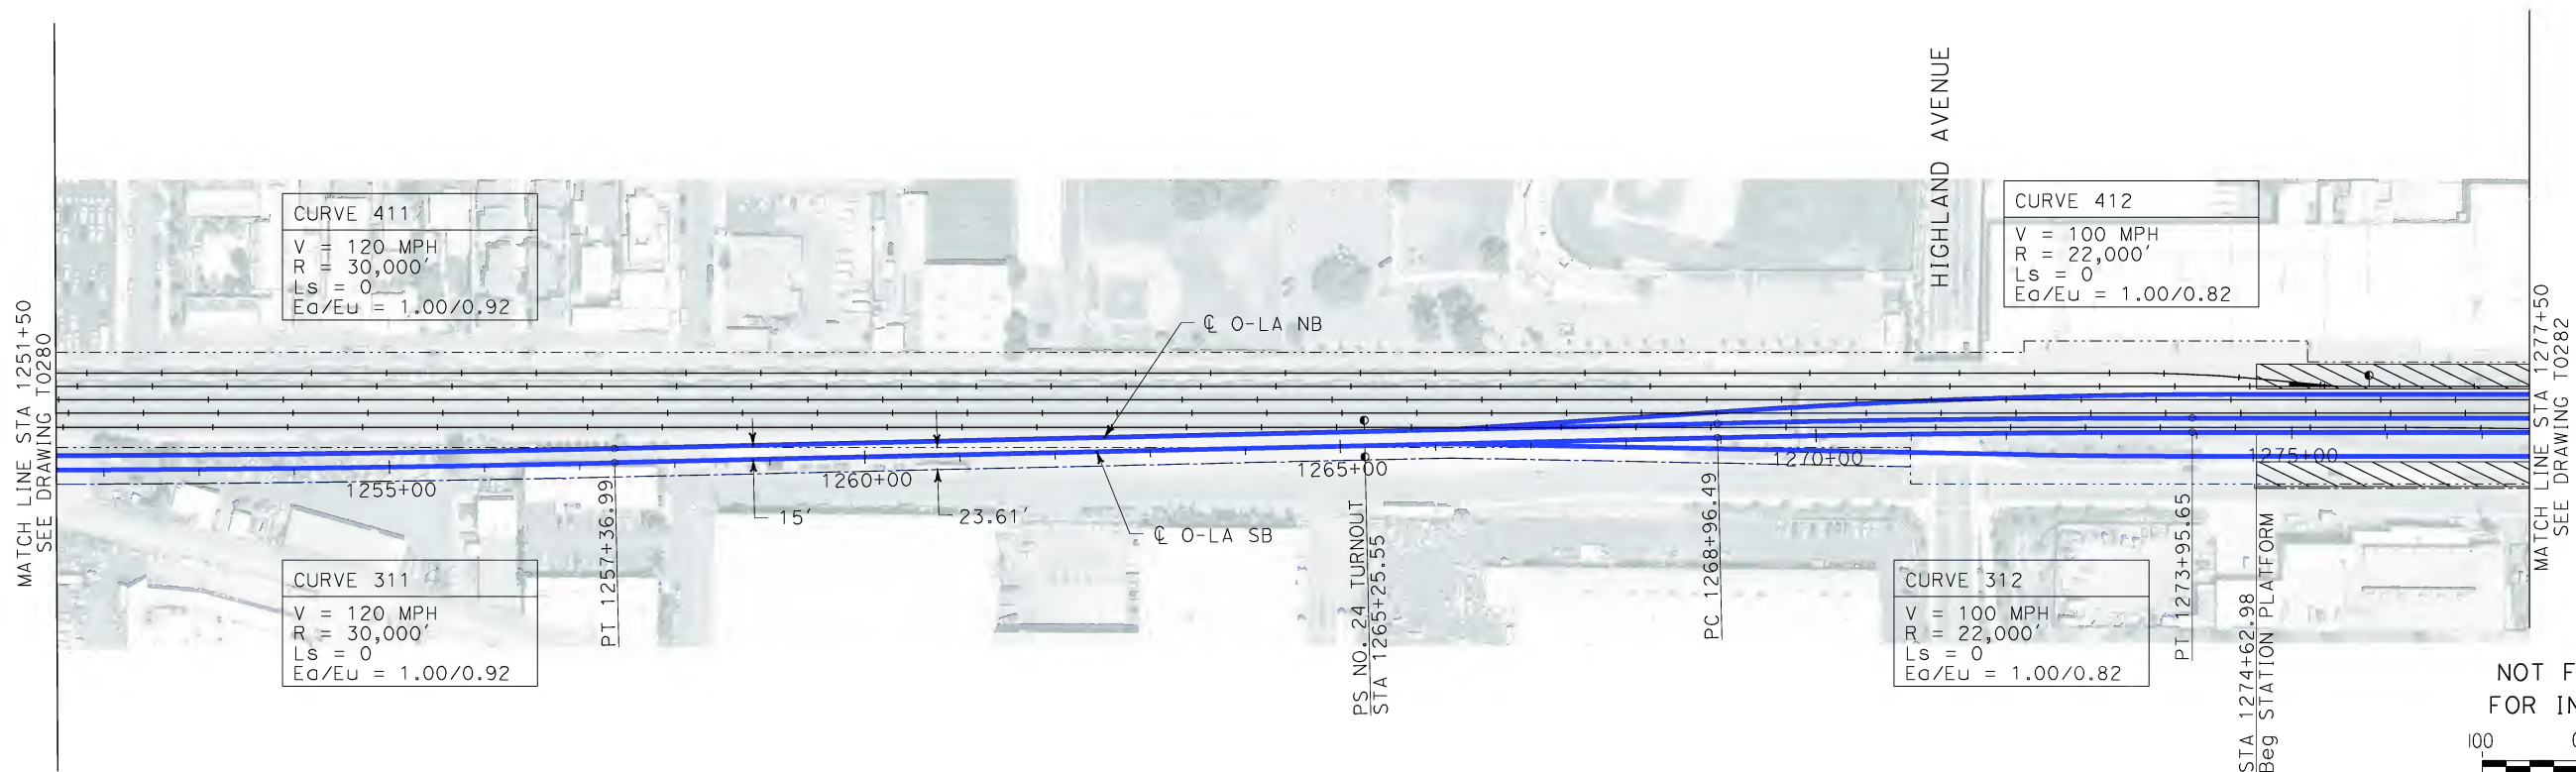 MATCH LINE STA 1251+50
SEE DRAWING T0280
CURVE 411
V = 120 MPH
R = 30,000'
Ls = 0
Ea/Eu = 1.00/0.92
HIGHLAND AVENUE
CURVE 412
V = 100 MPH
R = 22,000'
Ls = 0
Ea/Eu = 1.00/0.82
MATCH LINE STA 1277+50
SEE DRAWING T0282
℄ O-LA NB
1255+00
1260+00
1265+00
1270+00
1275+00
15'
23.61'
℄ O-LA SB
PT 1257+36.99
PS NO. 24 TURNOUT
STA 1265+25.55
PC 1268+96.49
PT 1273+95.65
STA 1274+62.98
Beg STATION PLATFORM
CURVE 311
V = 120 MPH
R = 30,000'
Ls = 0
Ea/Eu = 1.00/0.92
CURVE 312
V = 100 MPH
R = 22,000'
Ls = 0
Ea/Eu = 1.00/0.82
NOT F
FOR IN
100